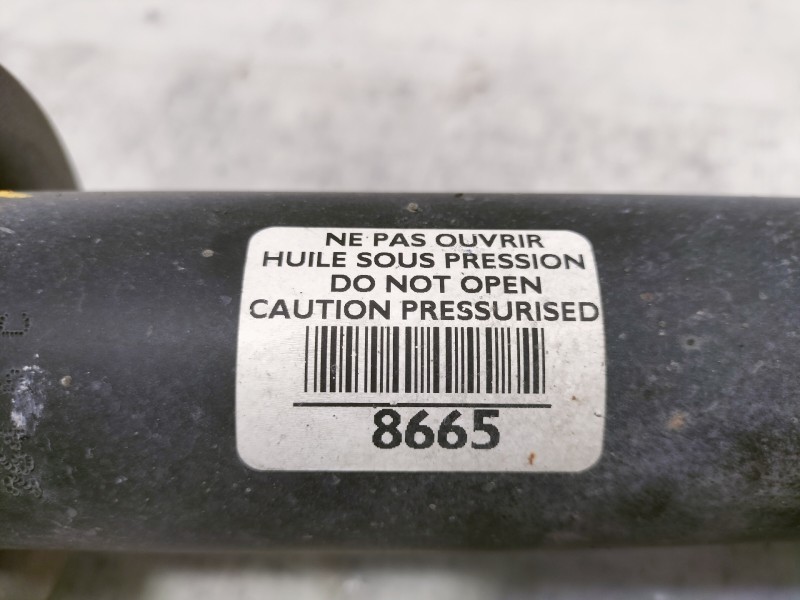 NE PAS OUVRIR
HUILE SOUS PRESSION
DO NOT OPEN
CAUTION PRESSURISED
8665